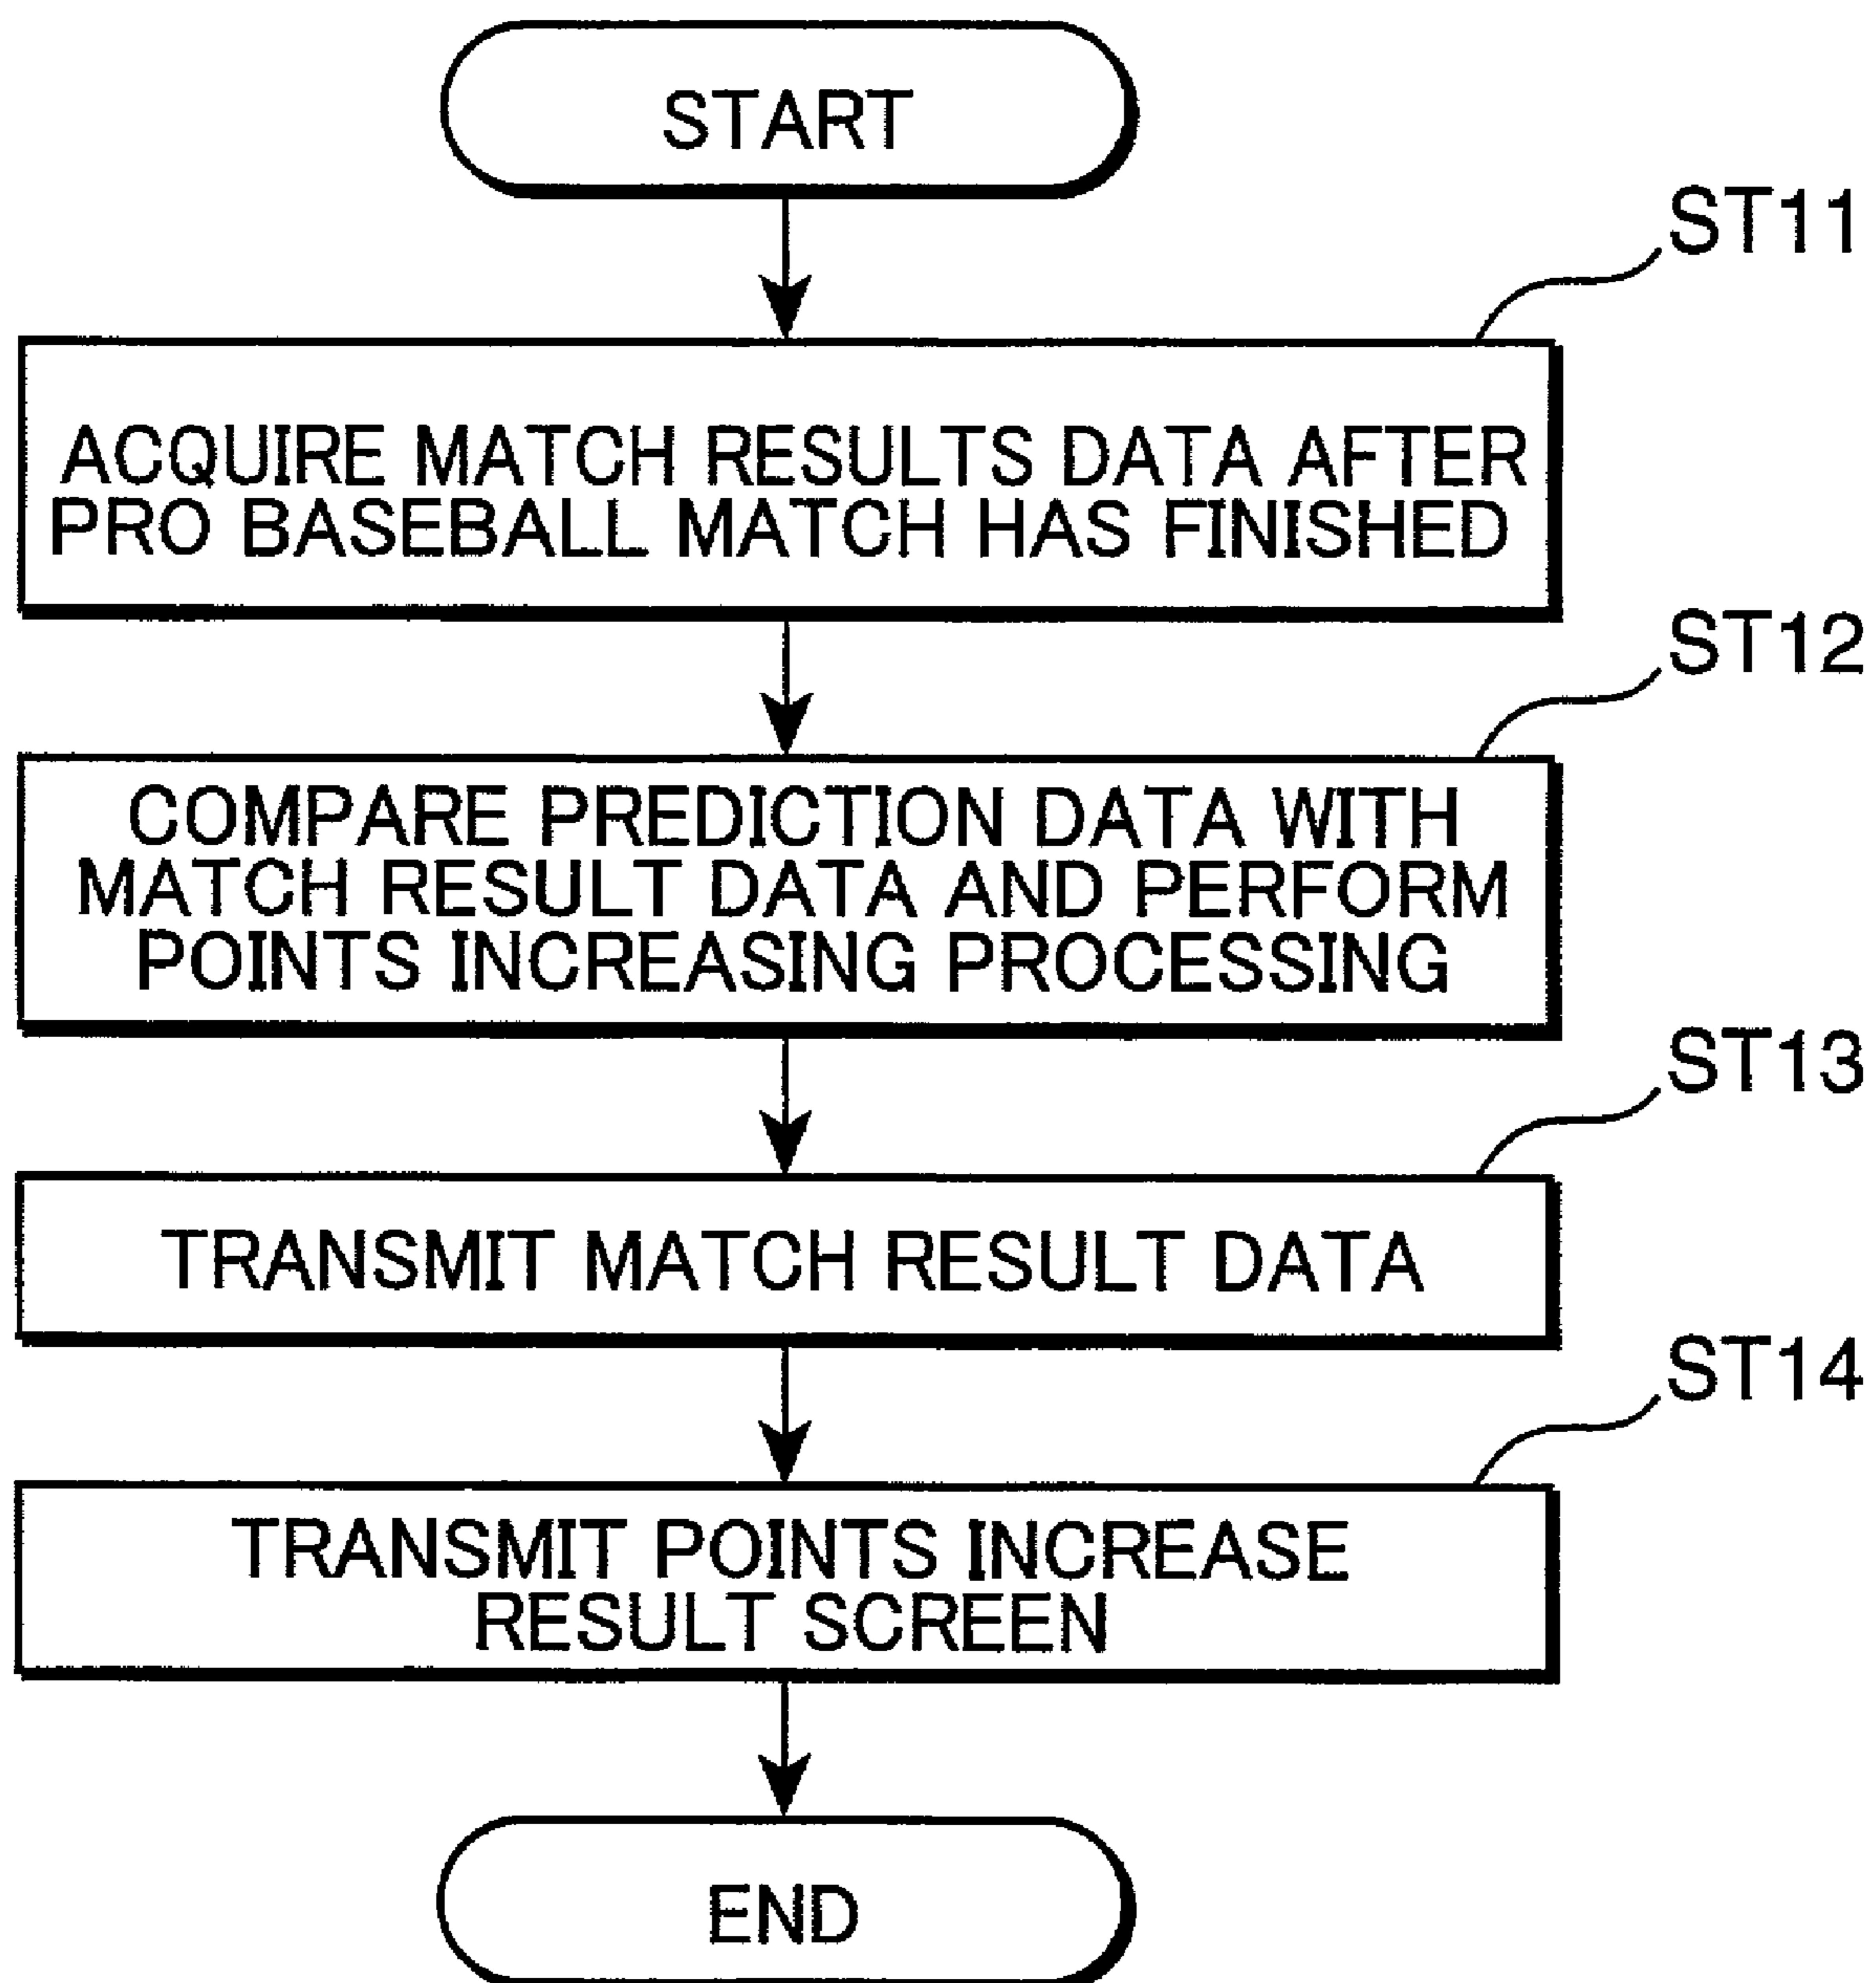 START
ST11
ACQUIRE MATCH RESULTS DATA AFTER
PRO BASEBALL MATCH HAS FINISHED
ST12
COMPARE PREDICTION DATA WITH
MATCH RESULT DATA AND PERFORM
POINTS INCREASING PROCESSING
ST13
TRANSMIT MATCH RESULT DATA
ST14
TRANSMIT POINTS INCREASE
RESULT SCREEN
END